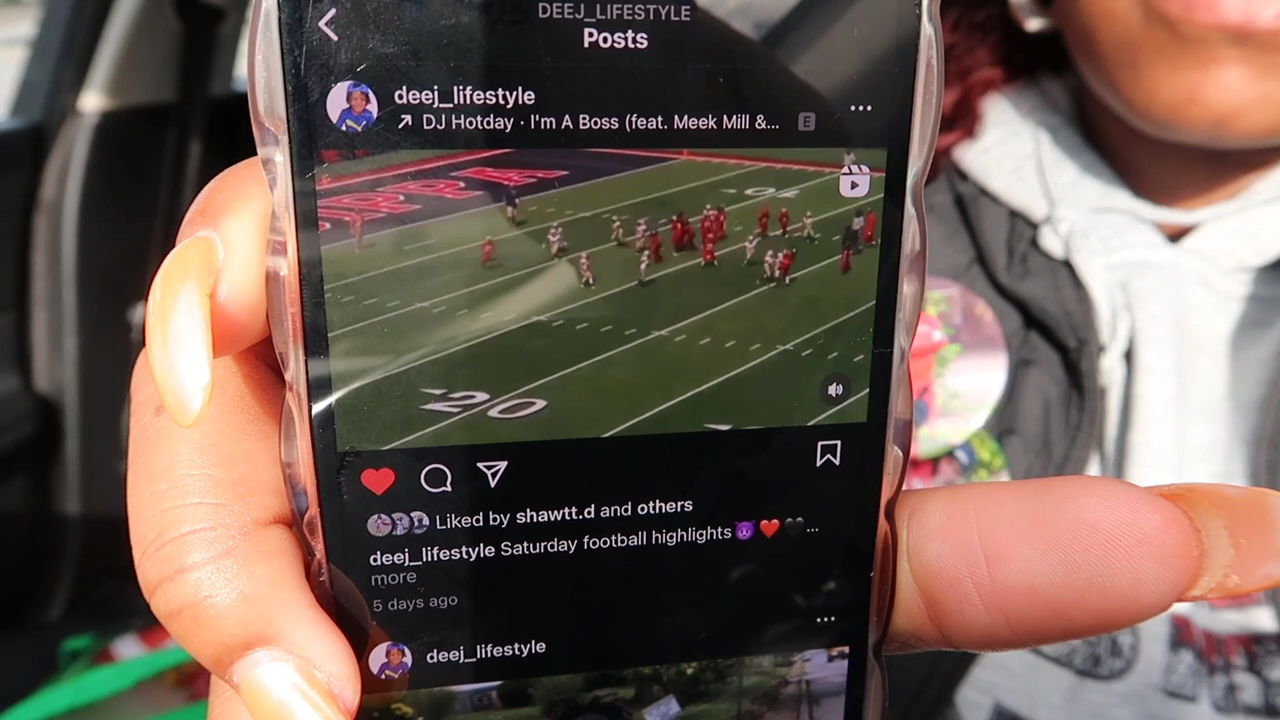 DEEJ_LIFESTYLE
Posts
deej_lifestyle
DJ Hotday · I'm A Boss (feat. Meek Mill &...
E
20
Liked by shawtt.d and others
deej_lifestyle Saturday football highlights😈❤️🖤...
more
5 days ago
deej_lifestyle